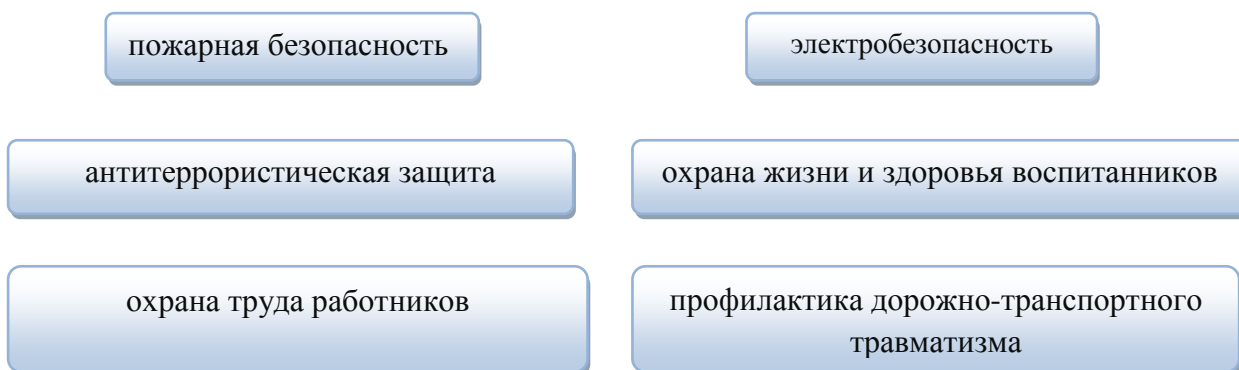 пожарная безопасность
электробезопасность
антитеррористическая защита
охрана жизни и здоровья воспитанников
охрана труда работников
профилактика дорожно-транспортного
травматизма